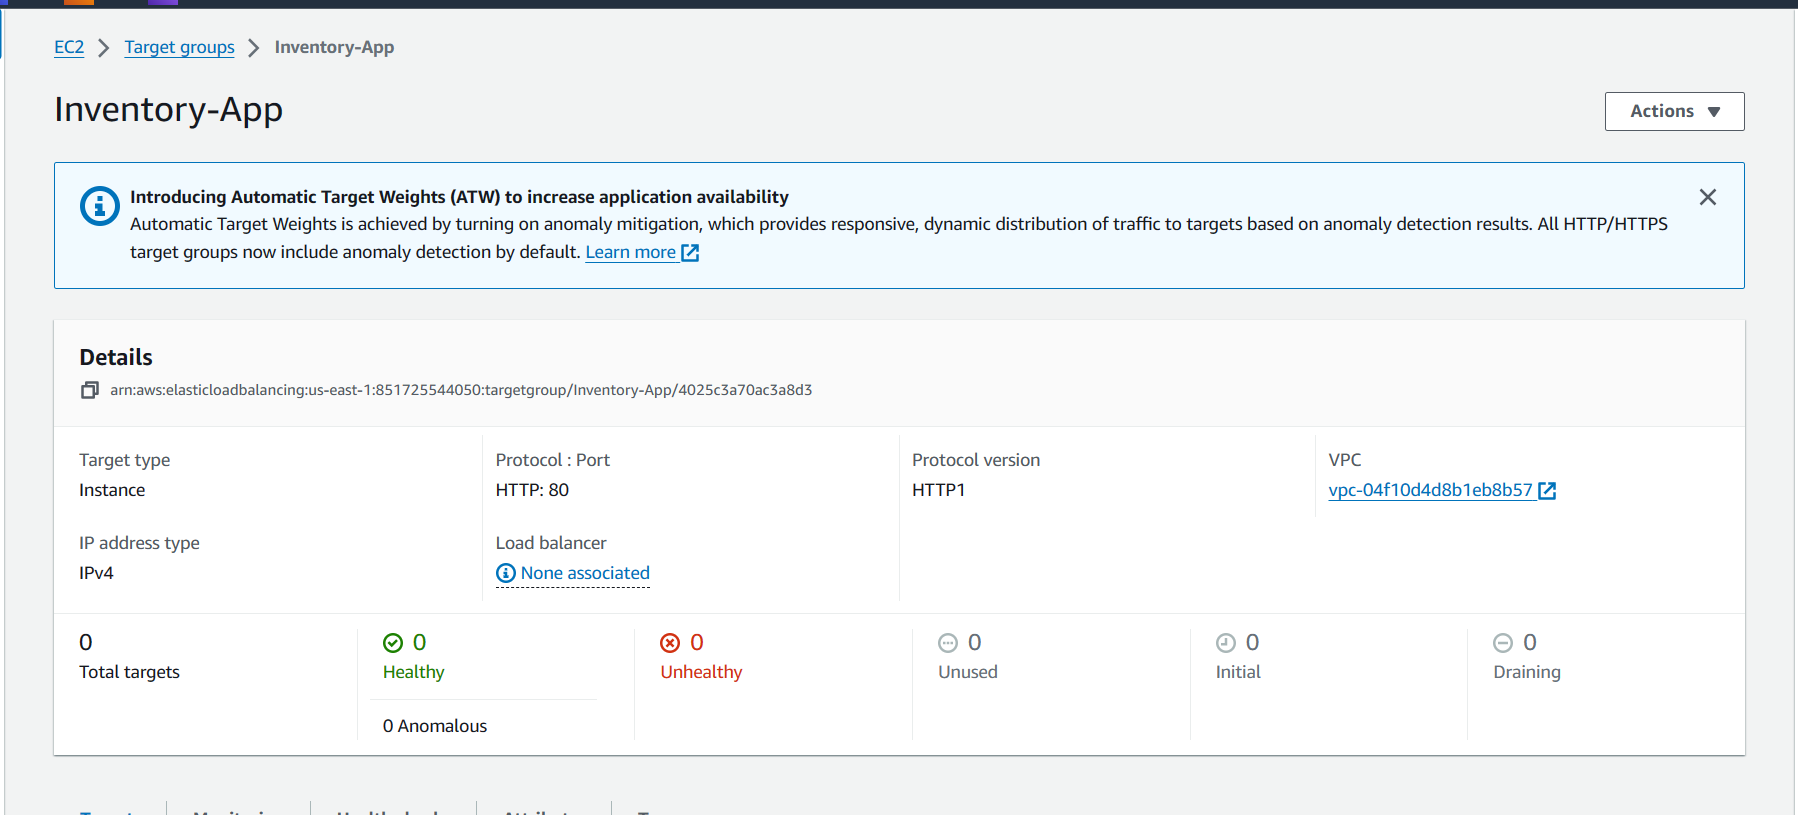 EC2 > Target groups > Inventory-App
Inventory-App
Actions
Introducing Automatic Target Weights (ATW) to increase application availability
Automatic Target Weights is achieved by turning on anomaly mitigation, which provides responsive, dynamic distribution of traffic to targets based on anomaly detection results. All HTTP/HTTPS
target groups now include anomaly detection by default. Learn more
Details
arn:aws:elasticloadbalancing:us-east-1:851725544050:targetgroup/Inventory-App/4025c3a70ac3a8d3
Target type
Instance
Protocol : Port
HTTP: 80
Protocol version
HTTP1
VPC
vpc-04f10d4d8b1eb8b57
IP address type
IPv4
Load balancer
None associated
0
Total targets
0
Healthy
0 Anomalous
0
Unhealthy
0
Unused
0
Initial
0
Draining